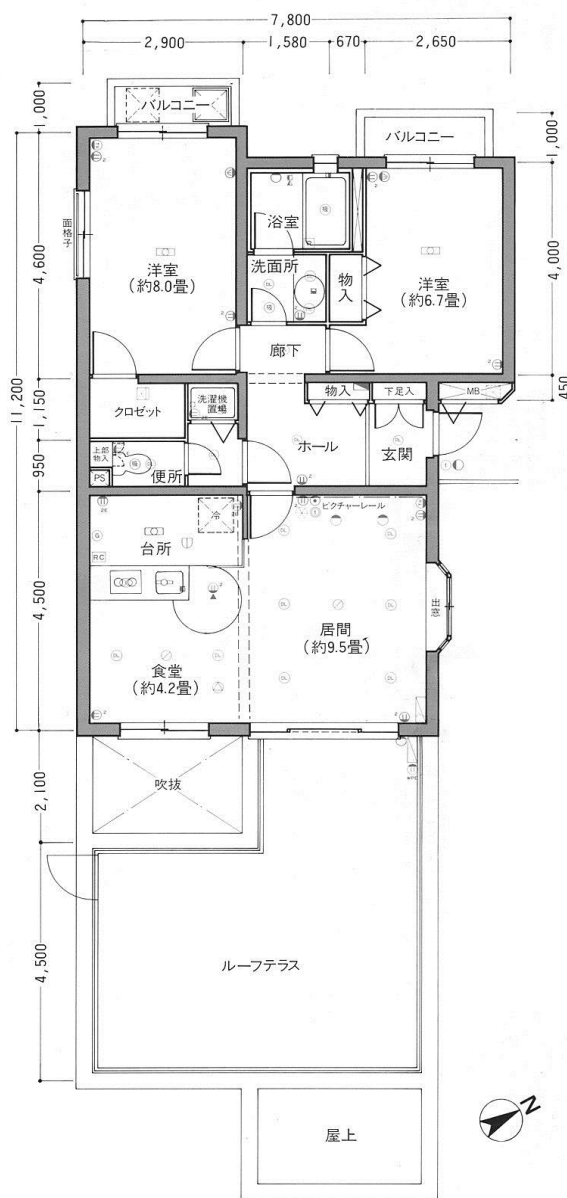 7,800
2,900
1,580
670
2,650
1,000
バルコニー
バルコニー
1,000
11,200
4,600
面格子
洋室
(約8.0畳)
浴室
洗面所
物入
洋室
(約6.7畳)
4,000
廊下
450
1,150
クロゼット
洗濯機
置場
物入
下足入
MB
ホール
玄関
950
上部
物入
便所
PS
ピクチャーレール
冷
台所
RC
4,500
居間
(約9.5畳)
出窓
食堂
(約4.2畳)
2,100
吹抜
4,500
ルーフテラス
屋上
N